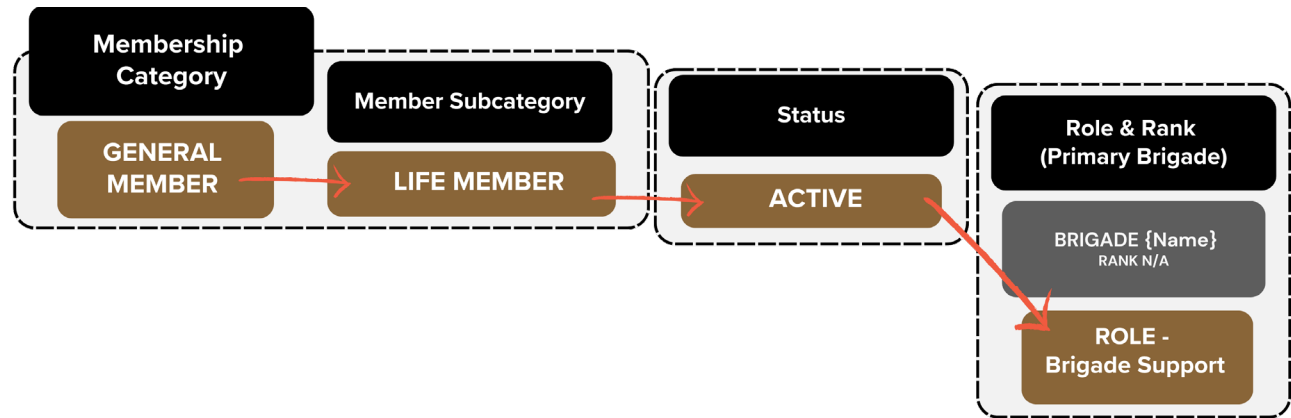 Membership
Category
GENERAL
MEMBER
Member Subcategory
LIFE MEMBER
Status
ACTIVE
Role & Rank
(Primary Brigade)
BRIGADE {Name}
RANK N/A
ROLE -
Brigade Support